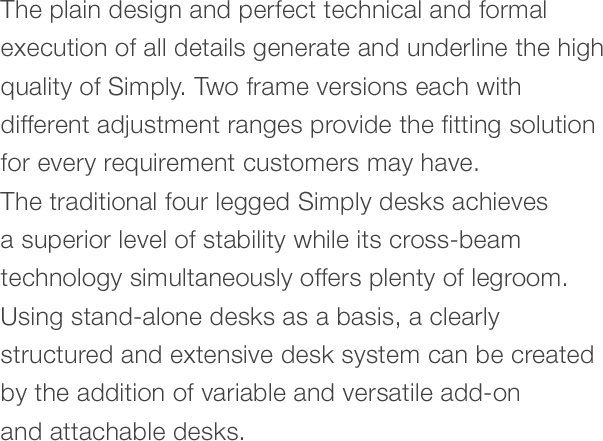 The plain design and perfect technical and formal
execution of all details generate and underline the high
quality of Simply. Two frame versions each with
different adjustment ranges provide the fitting solution
for every requirement customers may have.
The traditional four legged Simply desks achieves
a superior level of stability while its cross-beam
technology simultaneously offers plenty of legroom.
Using stand-alone desks as a basis, a clearly
structured and extensive desk system can be created
by the addition of variable and versatile add-on
and attachable desks.